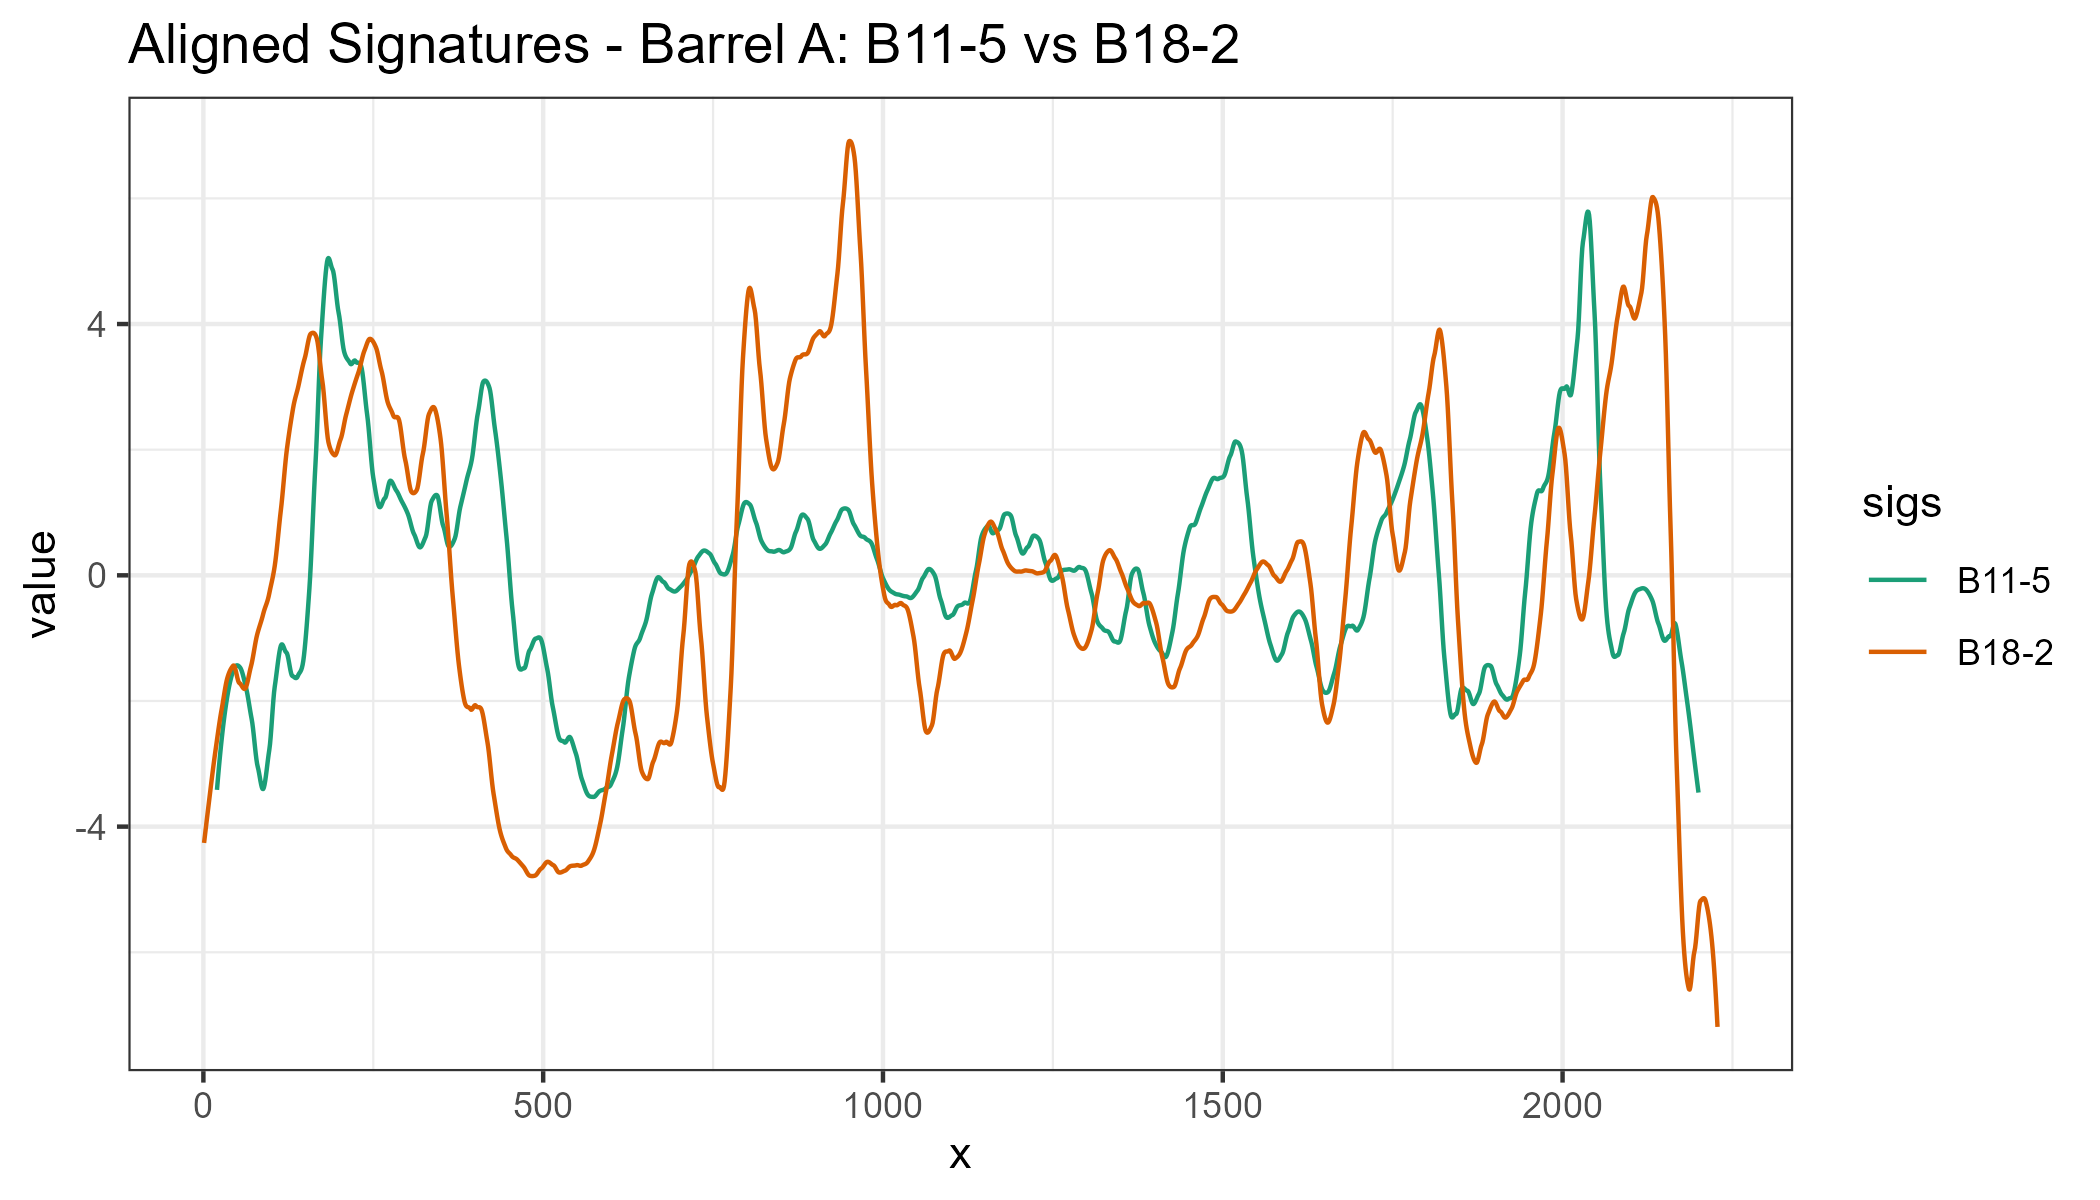 Aligned Signatures - Barrel A: B11-5 vs B18-2
value
4
0
-4
0
500
1000
1500
2000
x
sigs
B11-5
B18-2